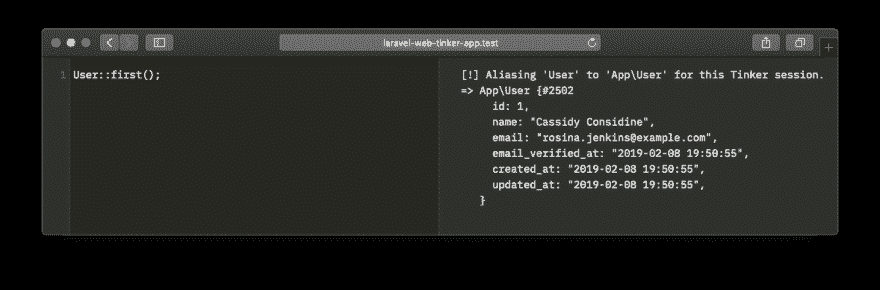 laravel-web-tinker-app.test
1 User::first();
[!] Aliasing 'User' to 'App\User' for this Tinker session.
=> App\User {#2502
id: 1,
name: "Cassidy Considine",
email: "rosina.jenkins@example.com",
email_verified_at: "2019-02-08 19:50:55",
created_at: "2019-02-08 19:50:55",
updated_at: "2019-02-08 19:50:55",
}